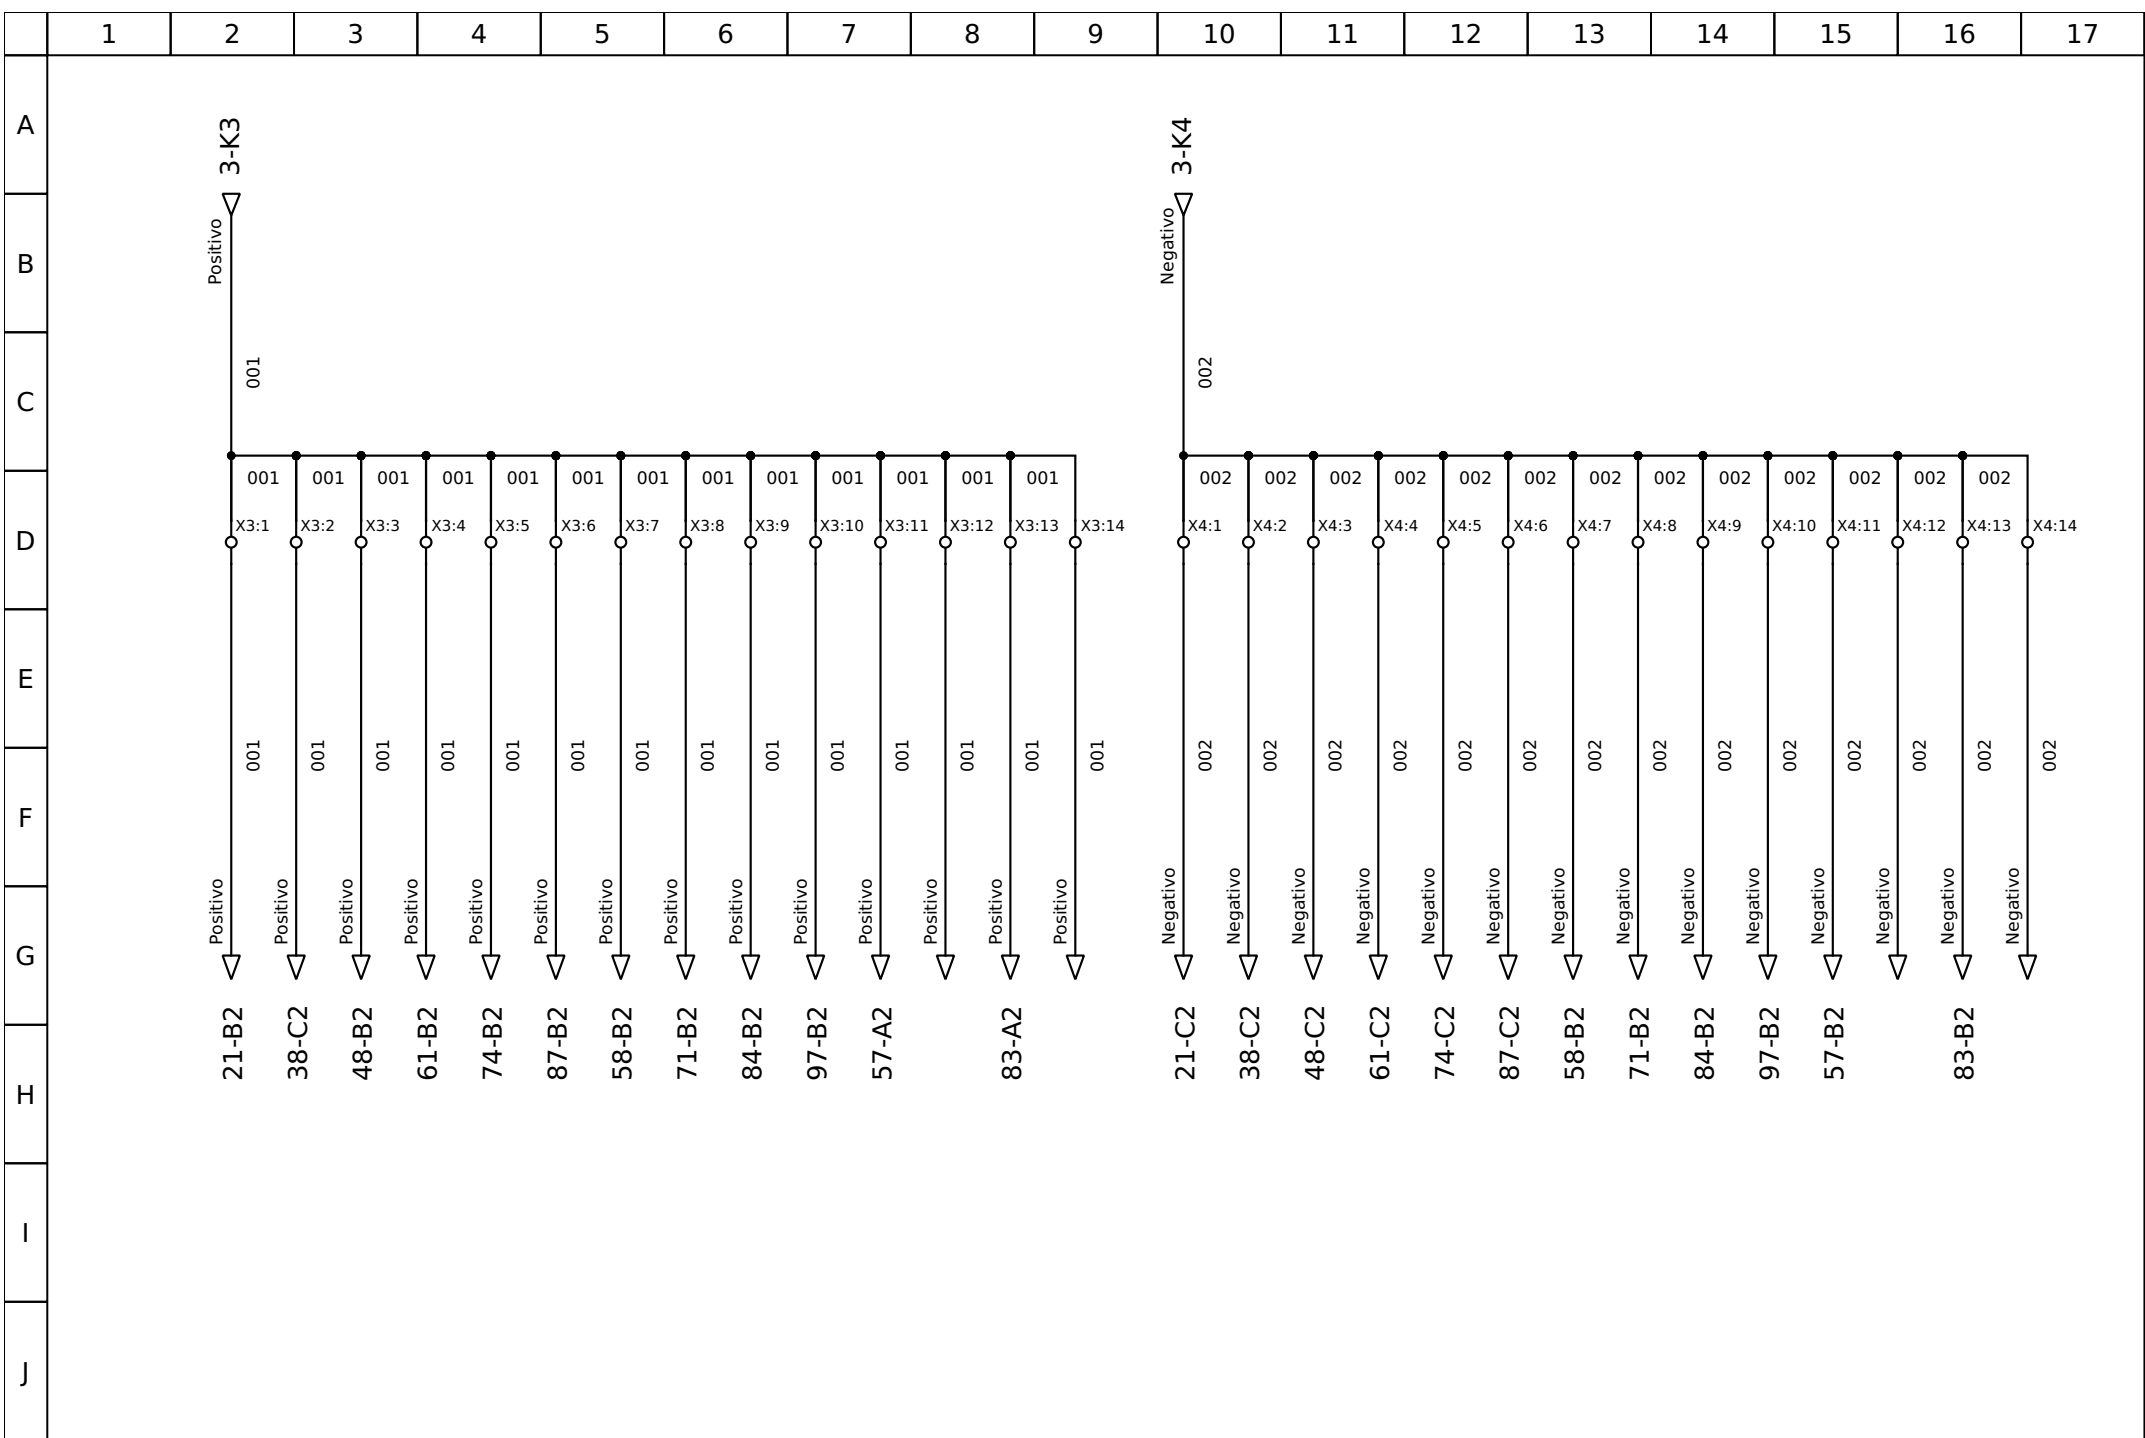 1 2 3 4 5 6 7 8 9 10 11 12 13 14 15 16 17
A
3-K3 3-K4
B
Positivo Negativo
C
001 002
001 001 001 001 001 001 001 001 001 001 001 001 001 002 002 002 002 002 002 002 002 002 002 002 002 002
D
X3:1 X3:2 X3:3 X3:4 X3:5 X3:6 X3:7 X3:8 X3:9 X3:10 X3:11 X3:12 X3:13 X3:14 X4:1 X4:2 X4:3 X4:4 X4:5 X4:6 X4:7 X4:8 X4:9 X4:10 X4:11 X4:12 X4:13 X4:14
E
001 001 001 001 001 001 001 001 001 001 001 001 001 001 002 002 002 002 002 002 002 002 002 002 002 002 002 002
F
Positivo Positivo Positivo Positivo Positivo Positivo Positivo Positivo Positivo Positivo Positivo Positivo Positivo Positivo Negativo Negativo Negativo Negativo Negativo Negativo Negativo Negativo Negativo Negativo Negativo Negativo Negativo Negativo
G
21-B2 38-C2 48-B2 61-B2 74-B2 87-B2 58-B2 71-B2 84-B2 97-B2 57-A2 83-A2 21-C2 38-C2 48-C2 61-C2 74-C2 87-C2 58-B2 71-B2 84-B2 97-B2 57-B2 83-B2
H
I
J